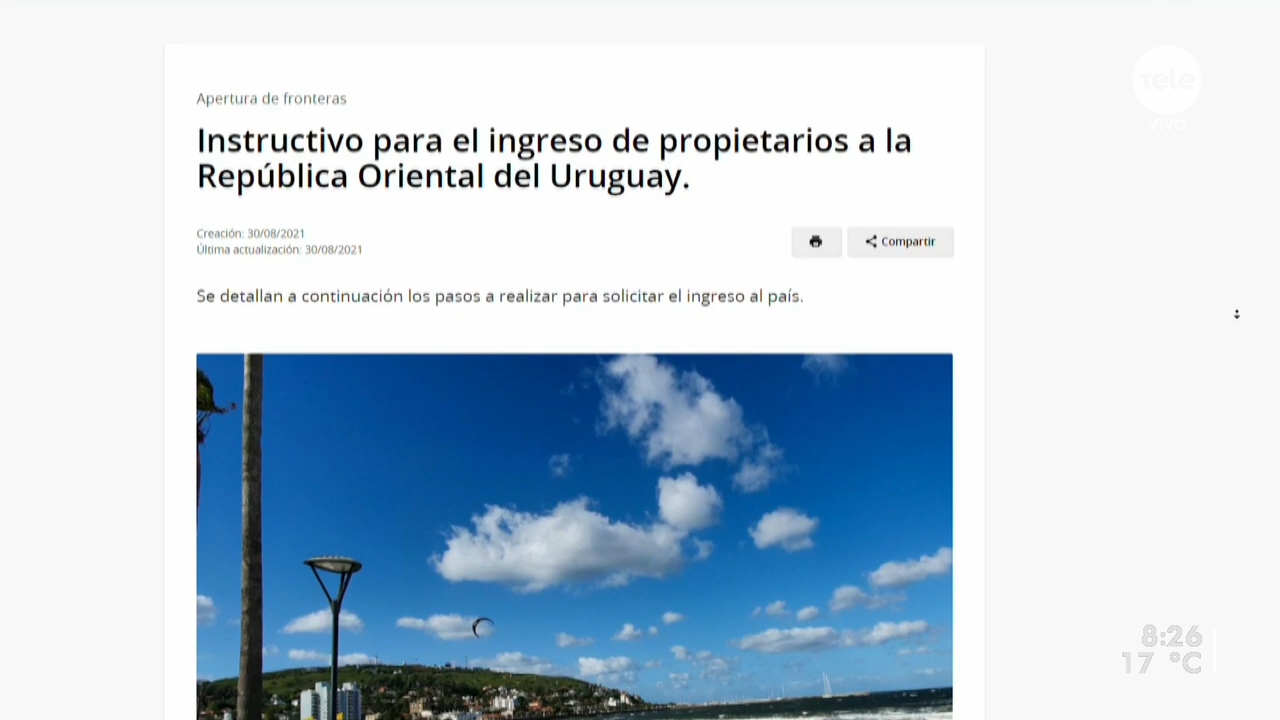 Apertura de fronteras
Instructivo para el ingreso de propietarios a la
República Oriental del Uruguay.
Creación: 30/08/2021
Última actualización: 30/08/2021
Compartir
Se detallan a continuación los pasos a realizar para solicitar el ingreso al país.
tele
VIVO
8:26
17 °C